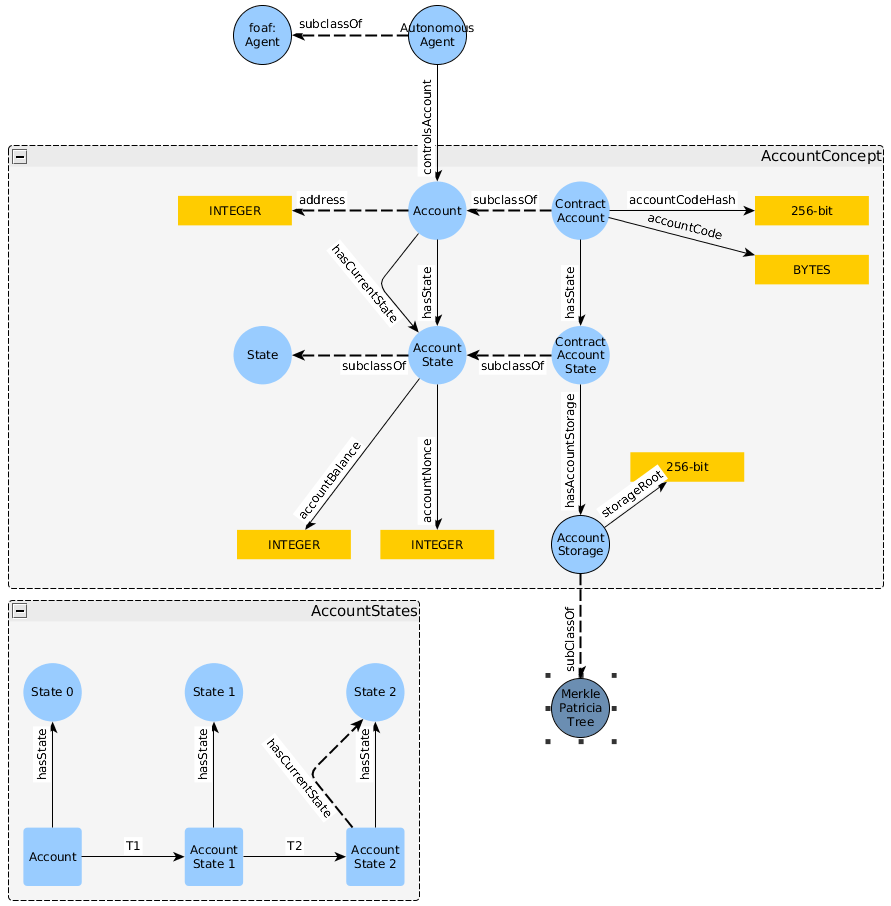 foaf:
Agent
subclassOf
Autonomous
Agent
controlsAccount
AccountConcept
INTEGER
address
Account
subclassOf
Contract
Account
accountCodeHash
256-bit
accountCode
BYTES
hasCurrentState
hasState
hasState
State
subclassOf
Account
State
subclassOf
Contract
Account
State
accountBalance
accountNonce
hasAccountStorage
256-bit
storageRoot
INTEGER
INTEGER
Account
Storage
AccountStates
subClassOf
State 0
State 1
State 2
Merkle
Patricia
Tree
hasState
hasState
hasCurrentState
hasState
Account
T1
Account
State 1
T2
Account
State 2